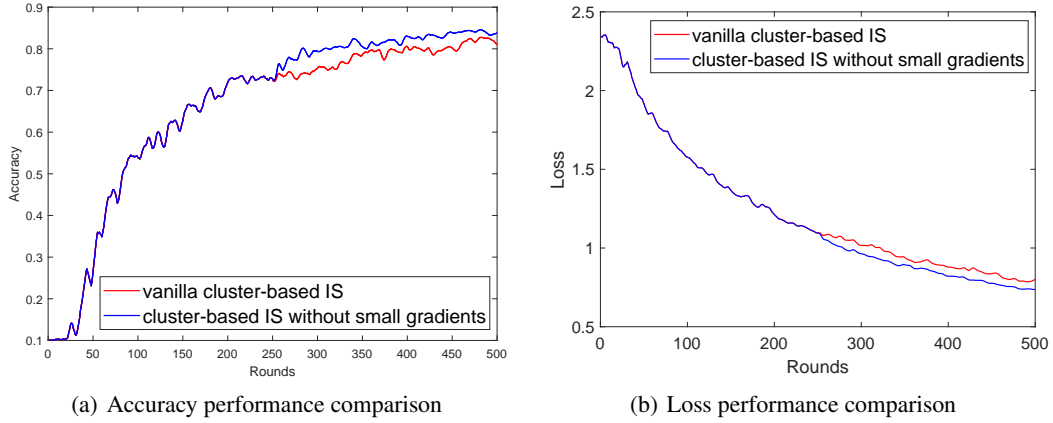 0.9
0.8
0.7
0.6
0.5
0.4
0.3
0.2
0.1
Accuracy
vanilla cluster-based IS
cluster-based IS without small gradients
0 50 100 150 200 250 300 350 400 450 500
Rounds
(a) Accuracy performance comparison
2.5
2
1.5
1
0.5
Loss
vanilla cluster-based IS
cluster-based IS without small gradients
0 100 200 300 400 500
Rounds
(b) Loss performance comparison